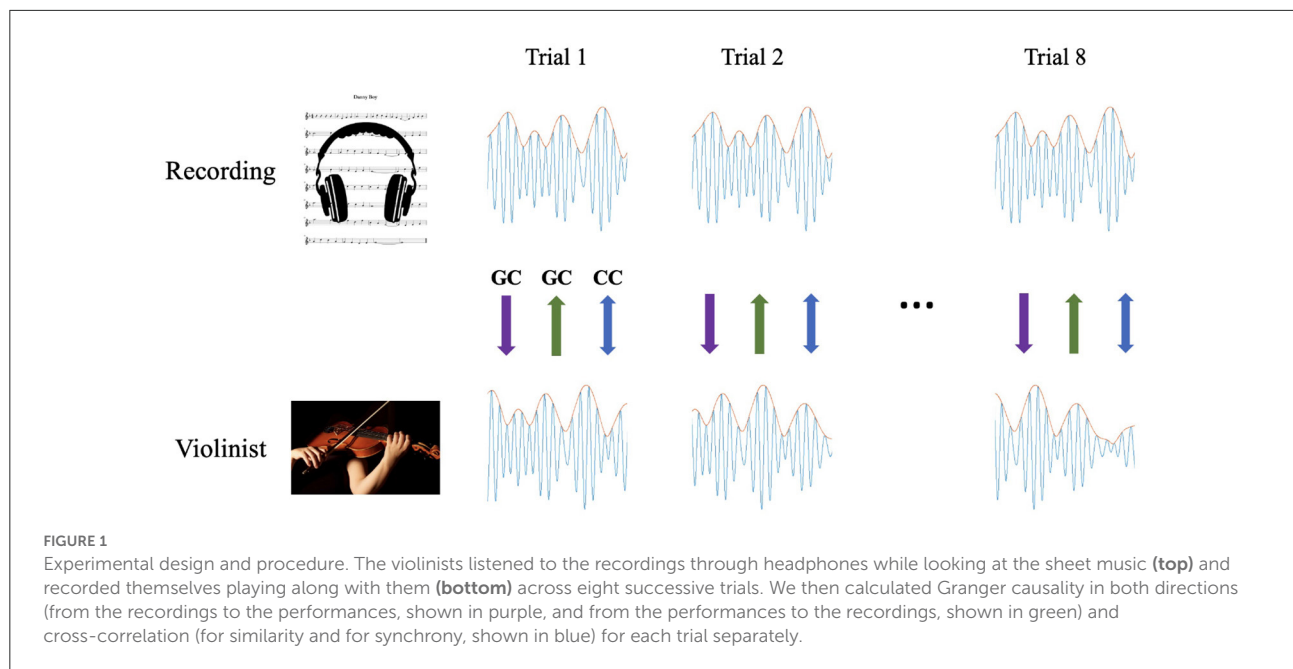 Trial 1 Trial 2 Trial 8
Danny Boy
Recording
GC GC CC
...
Violinist
FIGURE 1
Experimental design and procedure. The violinists listened to the recordings through headphones while looking at the sheet music (top) and
recorded themselves playing along with them (bottom) across eight successive trials. We then calculated Granger causality in both directions
(from the recordings to the performances, shown in purple, and from the performances to the recordings, shown in green) and
cross-correlation (for similarity and for synchrony, shown in blue) for each trial separately.